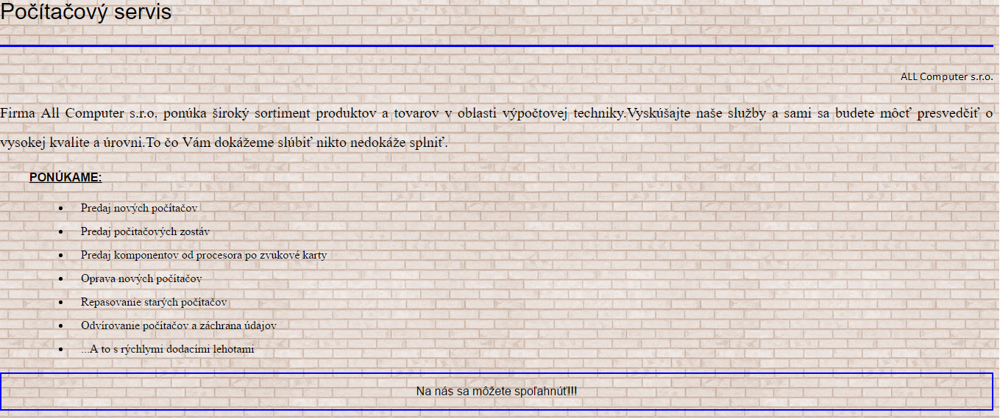 Počítačový servis
ALL Computer s.r.o.
Firma All Computer s.r.o. ponúka široký sortiment produktov a tovarov v oblasti výpočtovej techniky.Vyskúšajte naše služby a sami sa budete môcť presvedčiť o
vysokej kvalite a úrovni.To čo Vám dokážeme slúbiť nikto nedokáže splniť.
PONÚKAME:
• Predaj nových počítačov
• Predaj počitačových zostáv
• Predaj komponentov od procesora po zvukové karty
• Oprava nových počítačov
• Repasovanie starých počítačov
• Odvírovanie počítačov a záchrana údajov
• ...A to s rýchlymi dodacími lehotami
Na nás sa môžete spoľahnúť!!!